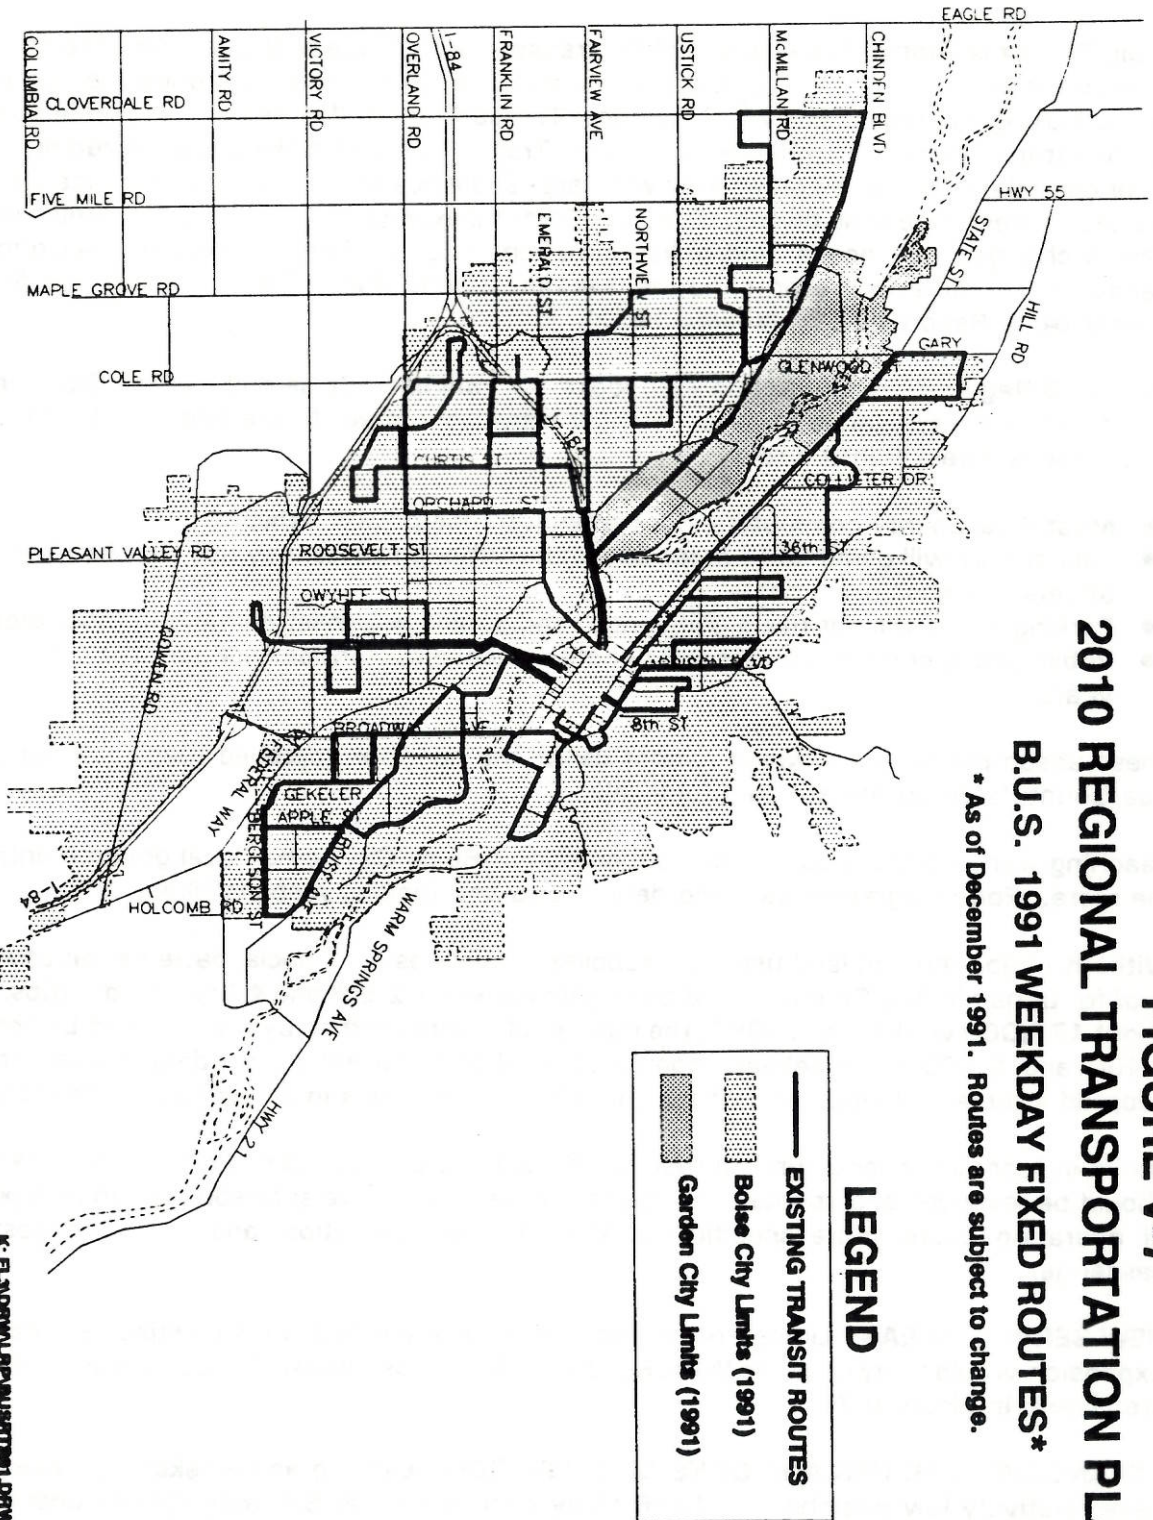 2010 REGIONAL TRANSPORTATION PL
B.U.S. 1991 WEEKDAY FIXED ROUTES*
* As of December 1991. Routes are subject to change.
LEGEND
EXISTING TRANSIT ROUTES
Boise City Limits (1991)
Garden City Limits (1991)
EAGLE RD
COLUMBIA RD
AMITY RD
VICTORY RD
OVERLAND RD
I-84
FRANKLIN RD
FAIRVIEW AVE
USTICK RD
McMILLAN RD
CHINDEN BLVD
CLOVERDALE RD
FIVE MILE RD
HWY 55
STATE ST
HILL RD
EMERALD ST
NORTHVIEW ST
MAPLE GROVE RD
GARY
GLENWOOD ST
COLE RD
CURTIS ST
COLLISTER DR
ORCHARD ST
PLEASANT VALLEY RD
ROOSEVELT ST
36th ST
OWYHEE ST
GOWEN RD
8th ST
BROADWAY AVE
FEDERAL WAY
GEKELER
APPLE
BERGESON ST
HOLCOMB RD
I-84
WARM SPRINGS AVE
HWY 21